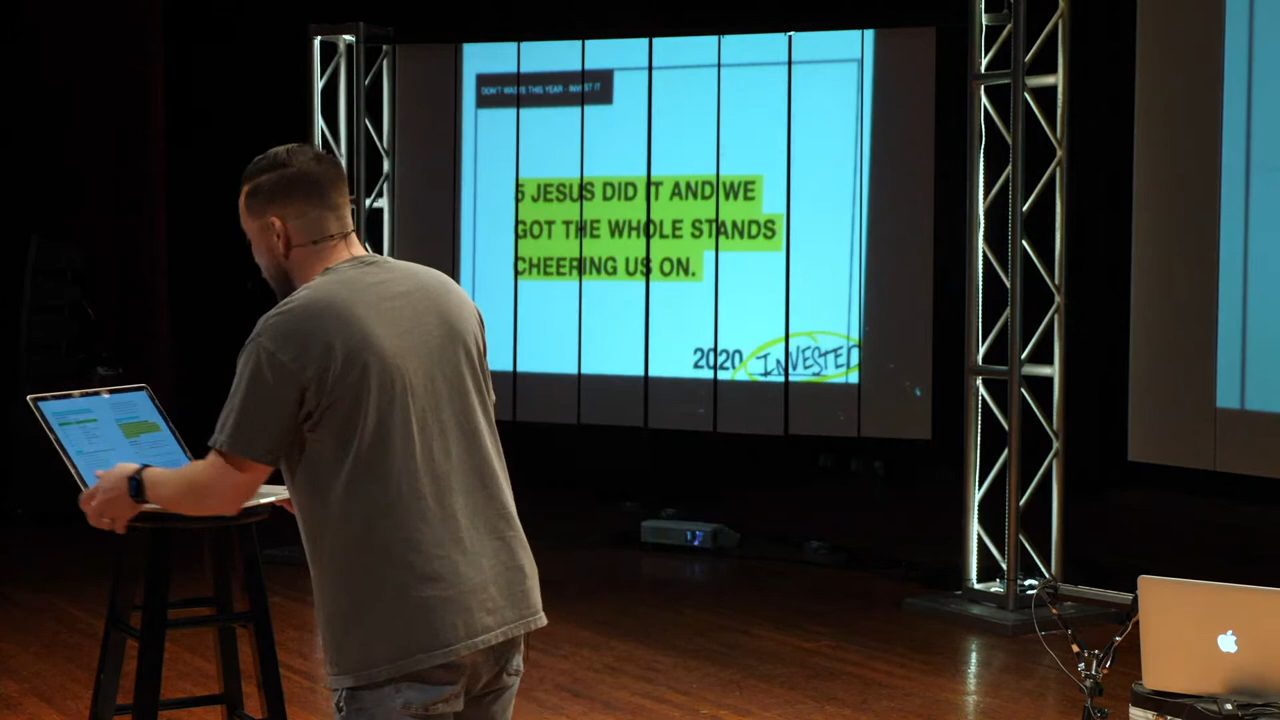 DON'T WASTE THIS YEAR - INVEST IT
5 JESUS DID IT AND WE
GOT THE WHOLE STANDS
CHEERING US ON.
2020 INVESTED